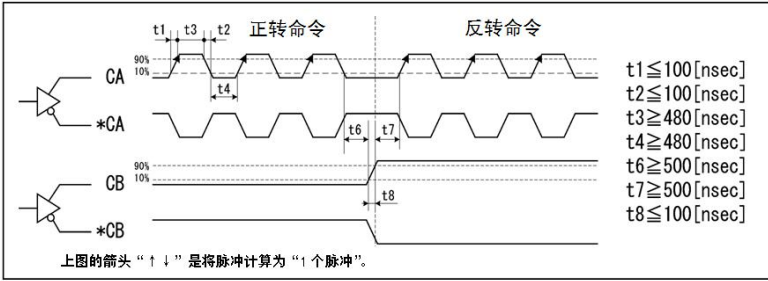 t1 t3 t2 正转命令 反转命令
90%
10%
CA
t4
*CA
t6 t7
90%
10%
CB
t8
*CB
t1≦100[nsec]
t2≦100[nsec]
t3≧480[nsec]
t4≧480[nsec]
t6≧500[nsec]
t7≧500[nsec]
t8≦100[nsec]
上图的箭头“↑↓”是将脉冲计算为“1个脉冲”。